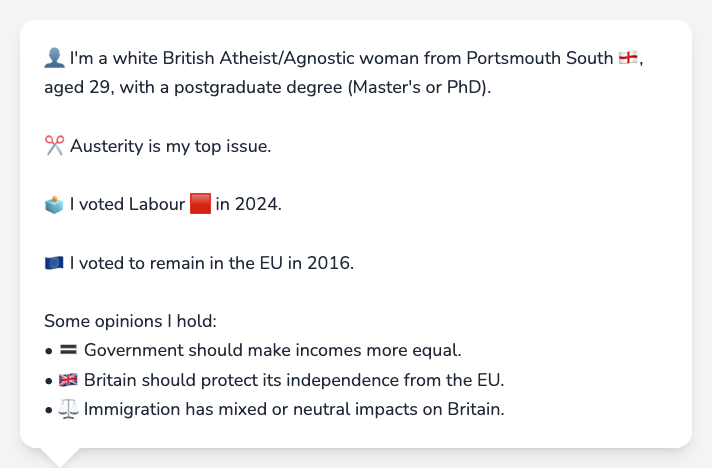 👤 I'm a white British Atheist/Agnostic woman from Portsmouth South 🏴󠁧󠁢󠁥󠁮󠁧󠁿,
aged 29, with a postgraduate degree (Master's or PhD).
✂️ Austerity is my top issue.
🗳️ I voted Labour 🟥 in 2024.
🇪🇺 I voted to remain in the EU in 2016.
Some opinions I hold:
• 🟰 Government should make incomes more equal.
• 🇬🇧 Britain should protect its independence from the EU.
• ⚖️ Immigration has mixed or neutral impacts on Britain.